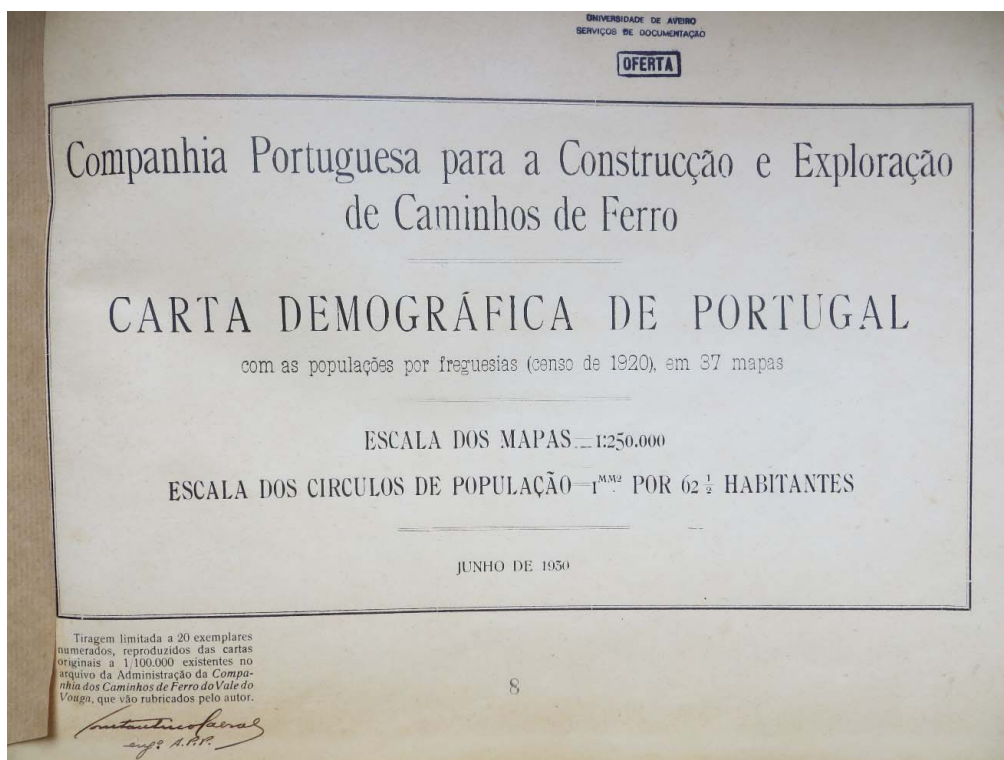 UNIVERSIDADE DE AVEIRO
SERVIÇOS DE DOCUMENTAÇÃO
OFERTA
Companhia Portuguesa para a Construcção e Exploração
de Caminhos de Ferro
CARTA DEMOGRÁFICA DE PORTUGAL
com as populações por freguesias (censo de 1920), em 37 mapas
ESCALA DOS MAPAS—1:250.000
ESCALA DOS CIRCULOS DE POPULAÇÃO—1ᴹᴹ² POR 62 ½ HABITANTES
JUNHO DE 1930
Tiragem limitada a 20 exemplares
numerados, reproduzidos das cartas
originais a 1/100.000 existentes no
arquivo da Administração da Compa-
nhia dos Caminhos de Ferro do Vale do
Vouga, que vão rubricados pelo autor.
Constantino Cabral
engº A.P.P.
8